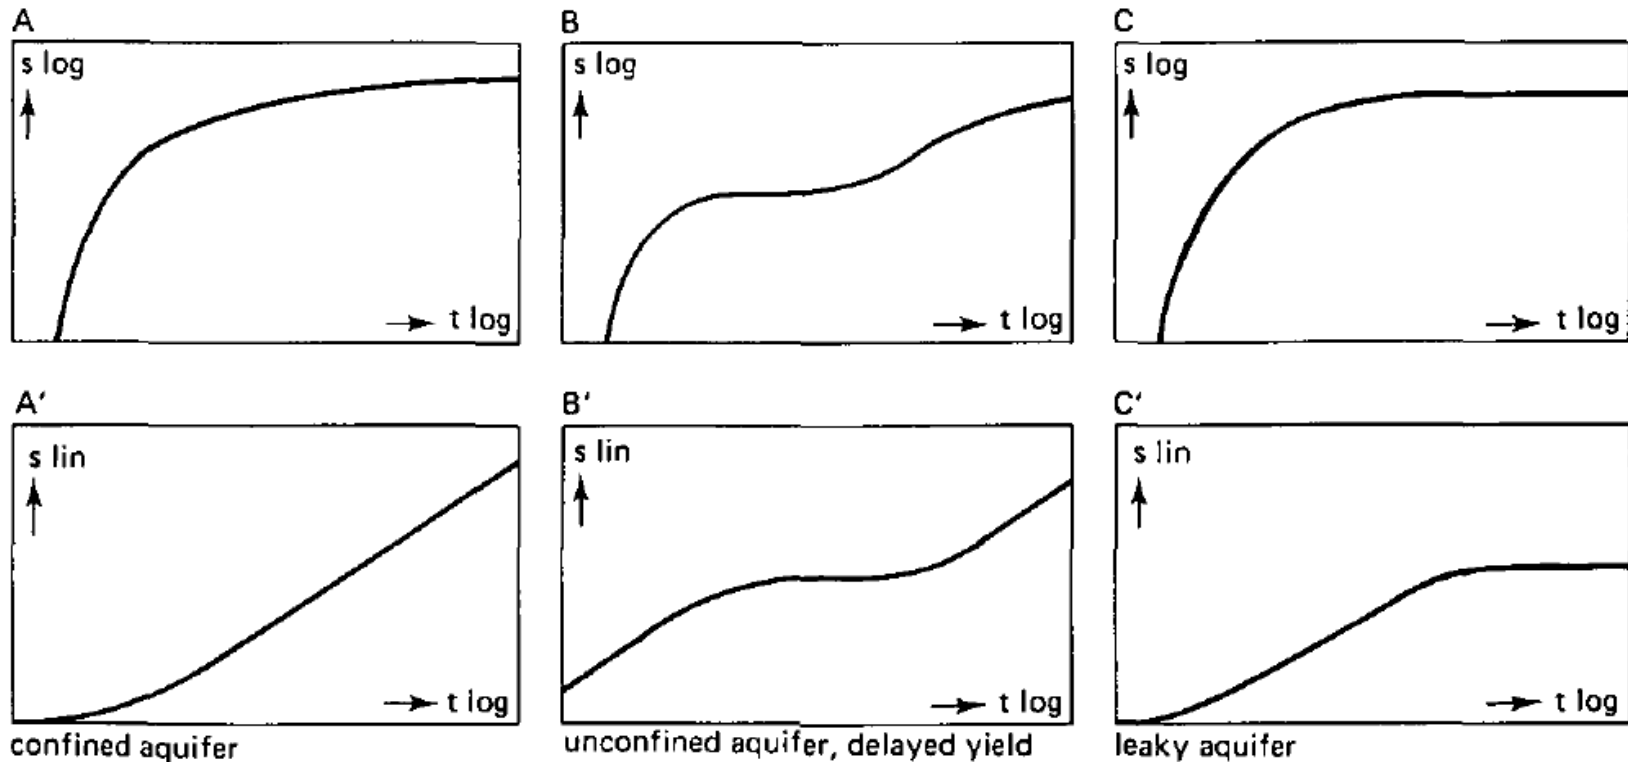 A
s log
t log
B
s log
t log
C
s log
t log
A'
s lin
t log
confined aquifer
B'
s lin
t log
unconfined aquifer, delayed yield
C'
s lin
t log
leaky aquifer